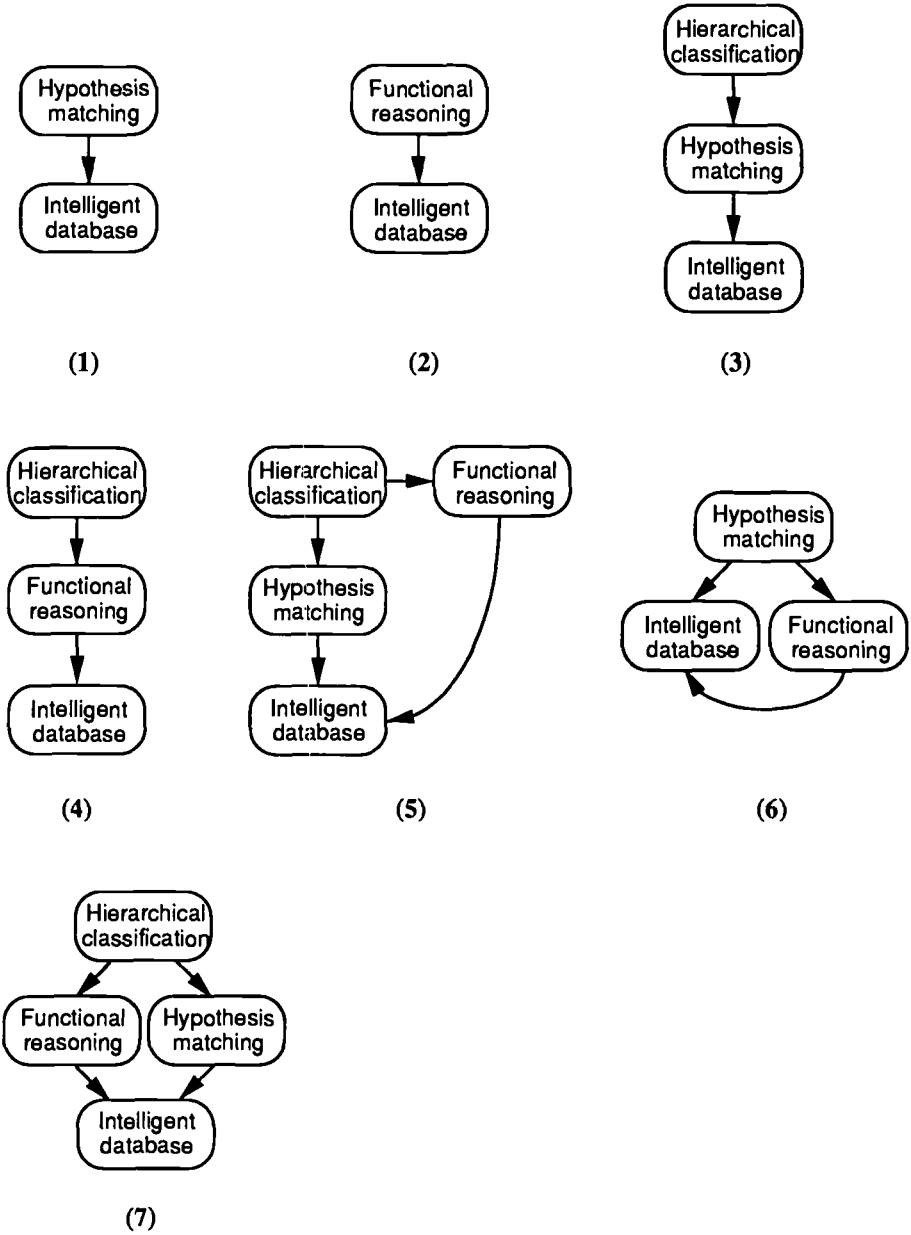 Hypothesis
matching
Intelligent
database
(1)
Functional
reasoning
Intelligent
database
(2)
Hierarchical
classification
Hypothesis
matching
Intelligent
database
(3)
Hierarchical
classification
Functional
reasoning
Intelligent
database
(4)
Hierarchical
classification
Functional
reasoning
Hypothesis
matching
Intelligent
database
(5)
Hypothesis
matching
Intelligent
database
Functional
reasoning
(6)
Hierarchical
classification
Functional
reasoning
Hypothesis
matching
Intelligent
database
(7)